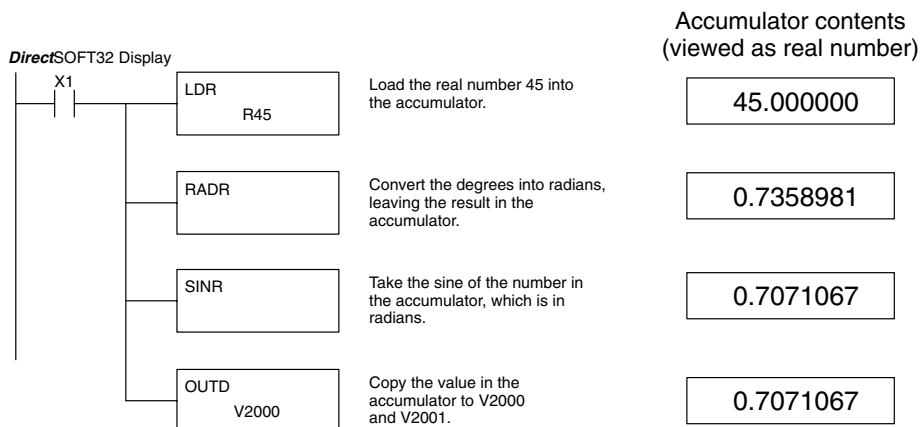 Accumulator contents
(viewed as real number)
DirectSOFT32 Display
X1
LDR
R45
Load the real number 45 into
the accumulator.
45.000000
RADR
Convert the degrees into radians,
leaving the result in the
accumulator.
0.7358981
SINR
Take the sine of the number in
the accumulator, which is in
radians.
0.7071067
OUTD
V2000
Copy the value in the
accumulator to V2000
and V2001.
0.7071067